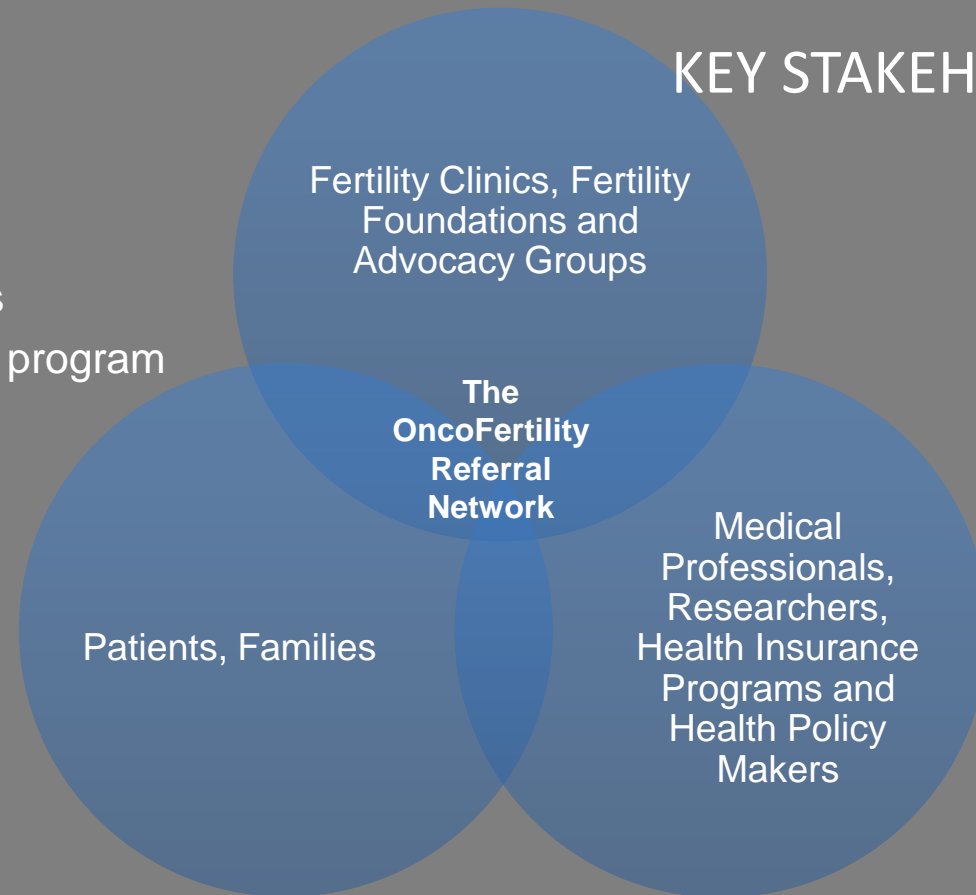 KEY STAKEH
Fertility Clinics, Fertility
Foundations and
Advocacy Groups
s
program
The
OncoFertility
Referral
Network
Patients, Families
Medical
Professionals,
Researchers,
Health Insurance
Programs and
Health Policy
Makers